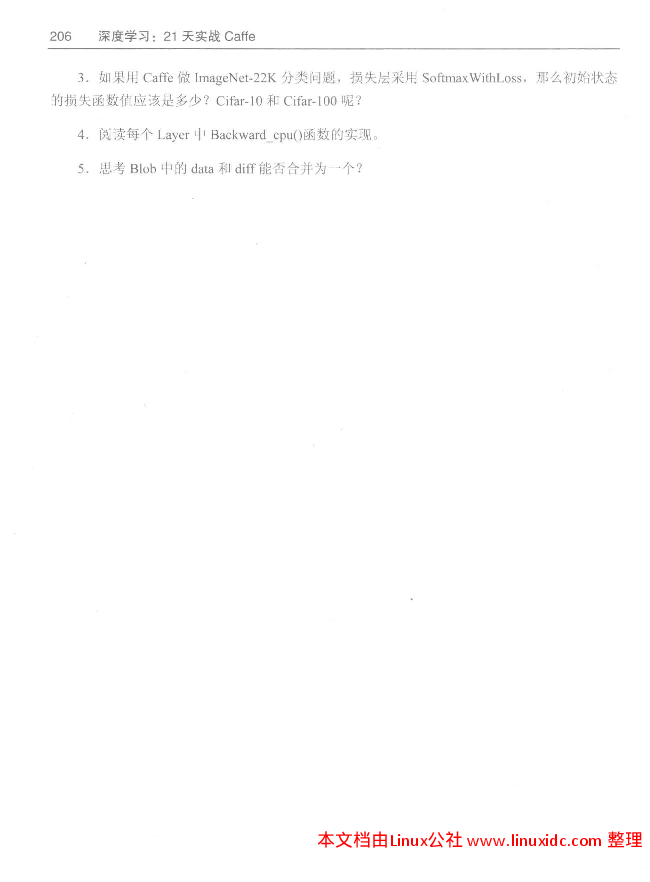 206 深度学习：21 天实战 Caffe
3．如果用 Caffe 做 ImageNet-22K 分类问题，损失层采用 SoftmaxWithLoss，那么初始状态
的损失函数值应该是多少？Cifar-10 和 Cifar-100 呢？
4．阅读每个 Layer 中 Backward_cpu()函数的实现。
5．思考 Blob 中的 data 和 diff 能否合并为一个？
本文档由Linux公社 www.linuxidc.com 整理